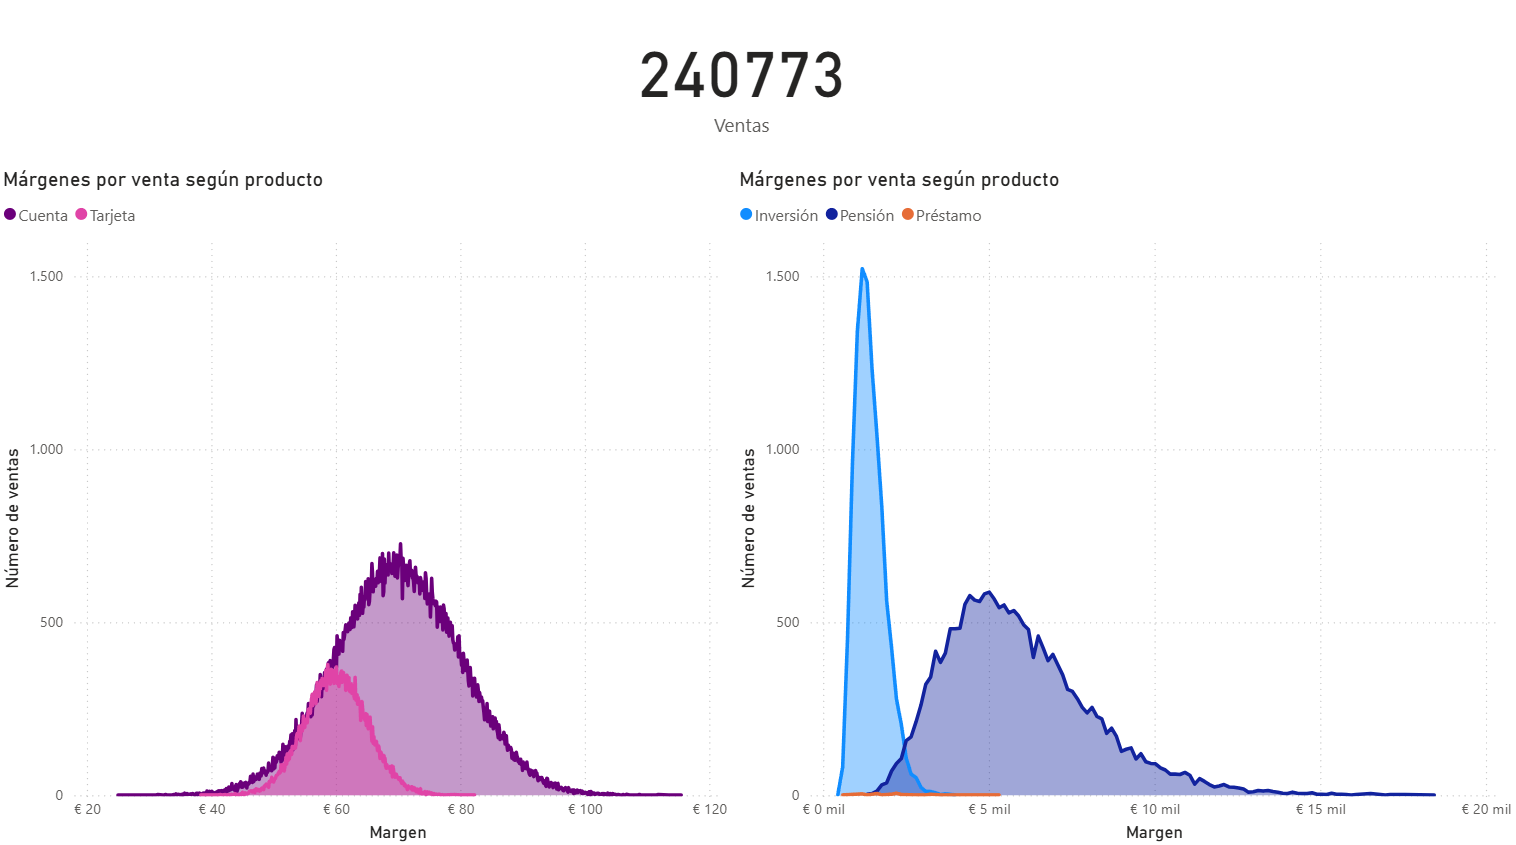 240773
Ventas
Márgenes por venta según producto
Cuenta Tarjeta
1.500
1.000
500
0
Número de ventas
€ 20 € 40 € 60 € 80 € 100 € 120
Margen
Márgenes por venta según producto
Inversión Pensión Préstamo
1.500
1.000
500
0
Número de ventas
€ 0 mil € 5 mil € 10 mil € 15 mil € 20 mil
Margen